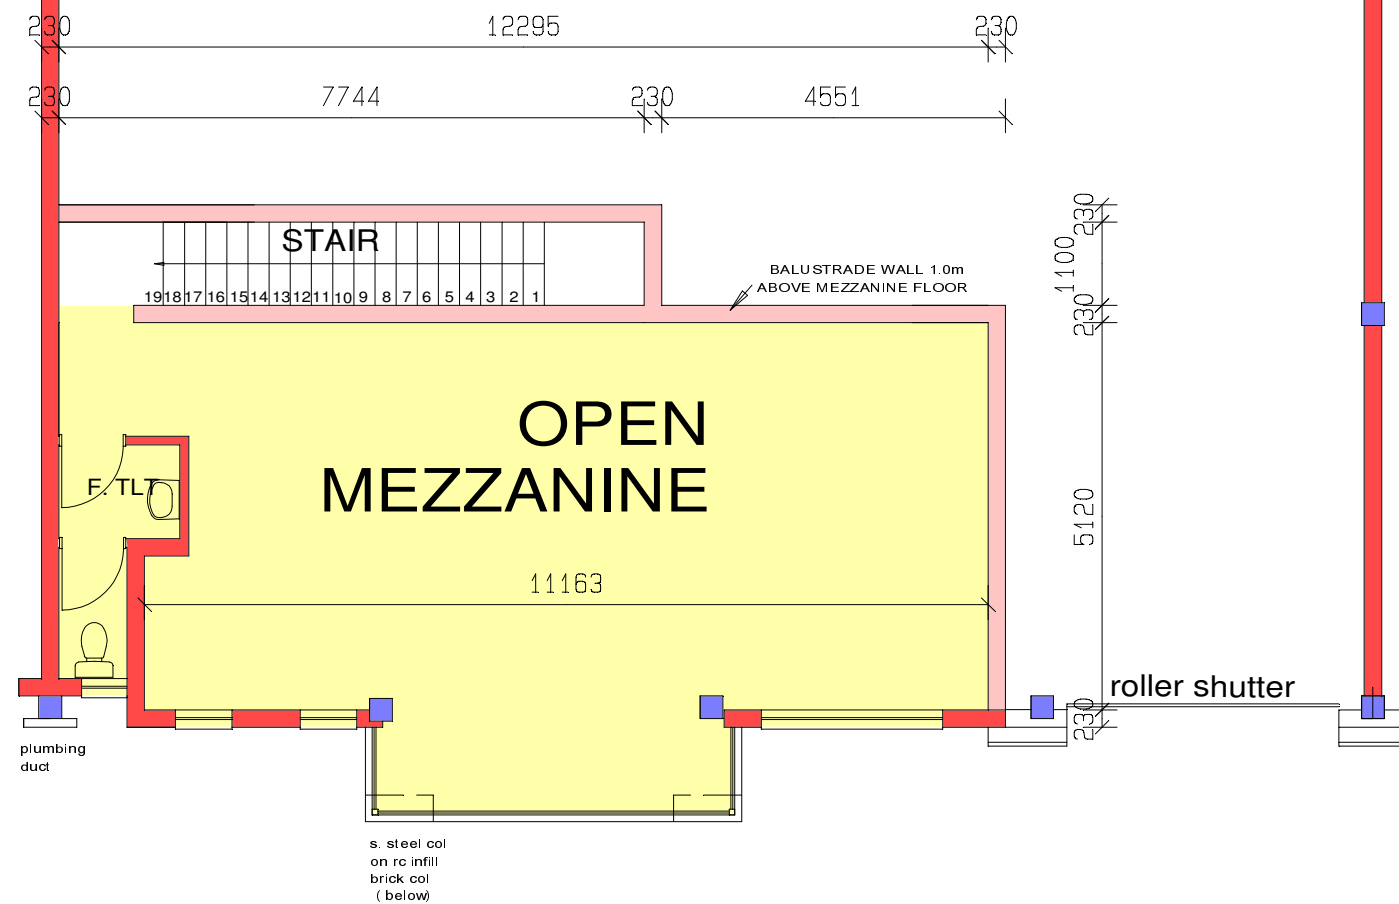 230 12295 230
230 7744 230 4551
230
1100
230
5120
230
STAIR
19 18 17 16 15 14 13 12 11 10 9 8 7 6 5 4 3 2 1
BALUSTRADE WALL 1.0m
ABOVE MEZZANINE FLOOR
OPEN
MEZZANINE
F. TLT
11163
roller shutter
plumbing
duct
s. steel col
on rc infill
brick col
( below)